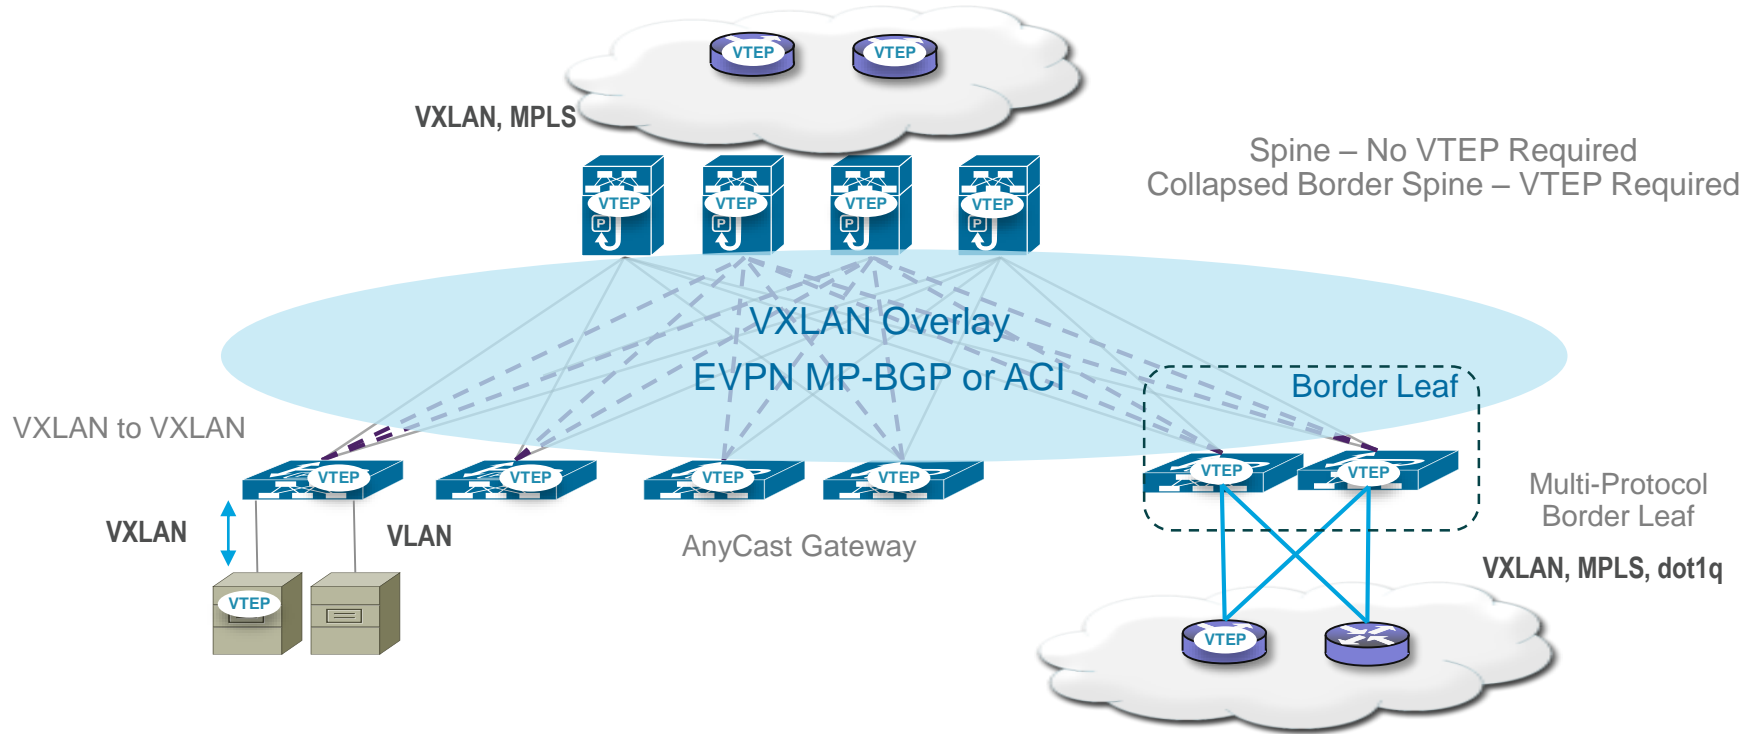 VTEP
VTEP
VXLAN, MPLS
Spine – No VTEP Required
Collapsed Border Spine – VTEP Required
VTEP
VTEP
VTEP
VTEP
P
P
P
P
VXLAN Overlay
EVPN MP-BGP or ACI
Border Leaf
VXLAN to VXLAN
VTEP
VTEP
VTEP
VTEP
VTEP
VTEP
Multi-Protocol
Border Leaf
VXLAN
VLAN
AnyCast Gateway
VXLAN, MPLS, dot1q
VTEP
VTEP